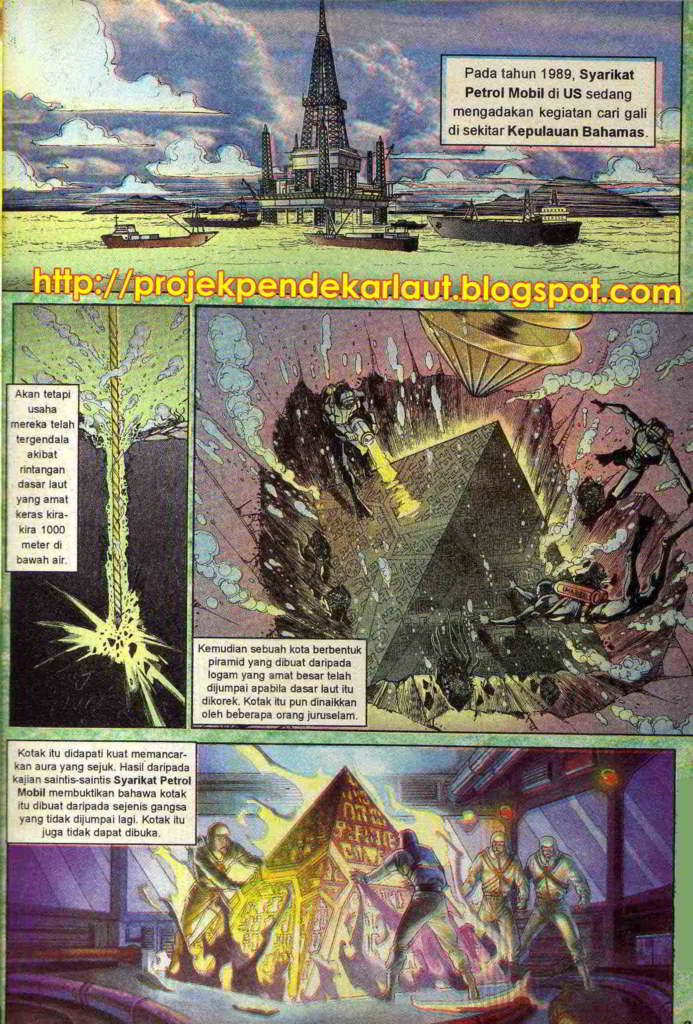 Pada tahun 1989, Syarikat
Petrol Mobil di US sedang
mengadakan kegiatan cari gali
di sekitar Kepulauan Bahamas.
http://projekpendekarlaut.blogspot.com
Akan tetapi
usaha
mereka telah
tergendala
akibat
rintangan
dasar laut
yang amat
keras kira-
kira 1000
meter di
bawah air.
Kemudian sebuah kota berbentuk
piramid yang dibuat daripada
logam yang amat besar telah
dijumpai apabila dasar laut itu
dikorek. Kotak itu pun dinaikkan
oleh beberapa orang juruselam.
Kotak itu didapati kuat memancar-
kan aura yang sejuk. Hasil daripada
kajian saintis-saintis Syarikat Petrol
Mobil membuktikan bahawa kotak
itu dibuat daripada sejenis gangsa
yang tidak dijumpai lagi. Kotak itu
juga tidak dapat dibuka.